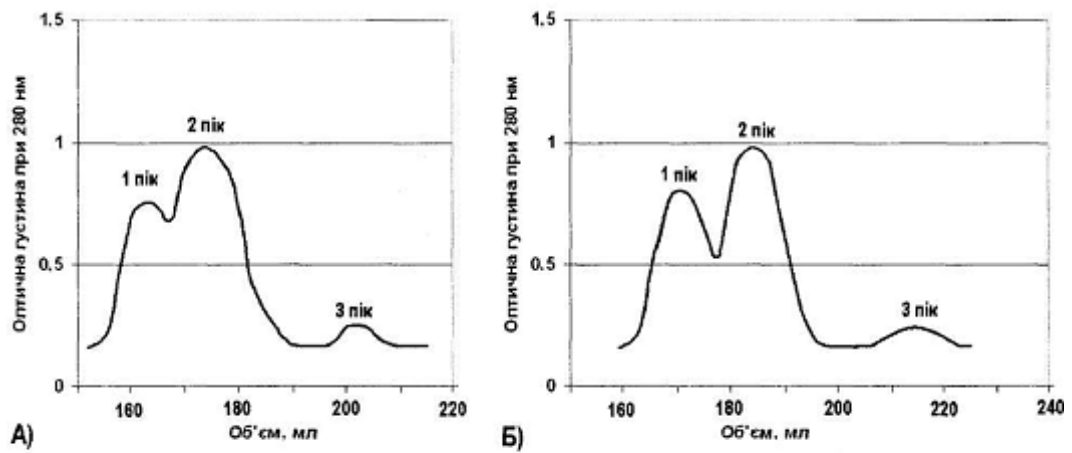 Оптична густина при 280 нм
1.5
1
0.5
0
1 пік
2 пік
3 пік
160 180 200 220
Об'єм, мл
А)
Оптична густина при 280 нм
1.5
1
0.5
0
1 пік
2 пік
3 пік
160 180 200 220 240
Об'єм, мл
Б)